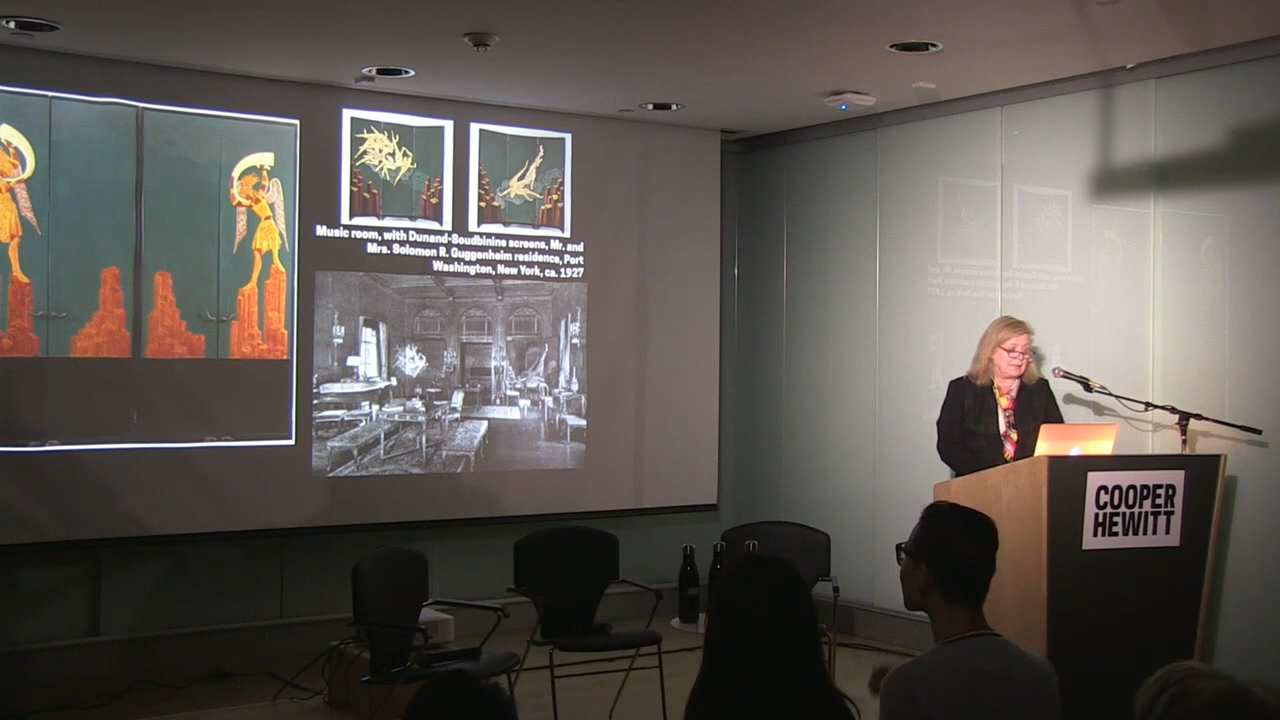 Music room, with Dunand-Soudbinine screens, Mr. and
Mrs. Solomon R. Guggenheim residence, Port
Washington, New York, ca. 1927
COOPER
HEWITT